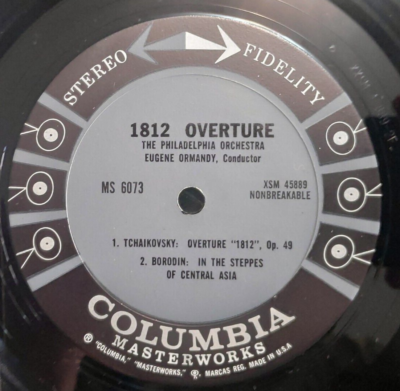 STEREO FIDELITY
1812 OVERTURE
THE PHILADELPHIA ORCHESTRA
EUGENE ORMANDY, Conductor
MS 6073
XSM 45889
NONBREAKABLE
1. TCHAIKOVSKY: OVERTURE "1812", Op. 49
2. BORODIN: IN THE STEPPES
OF CENTRAL ASIA
COLUMBIA
MASTERWORKS
Ⓡ "COLUMBIA," "MASTERWORKS," MARCAS REG. MADE IN U.S.A